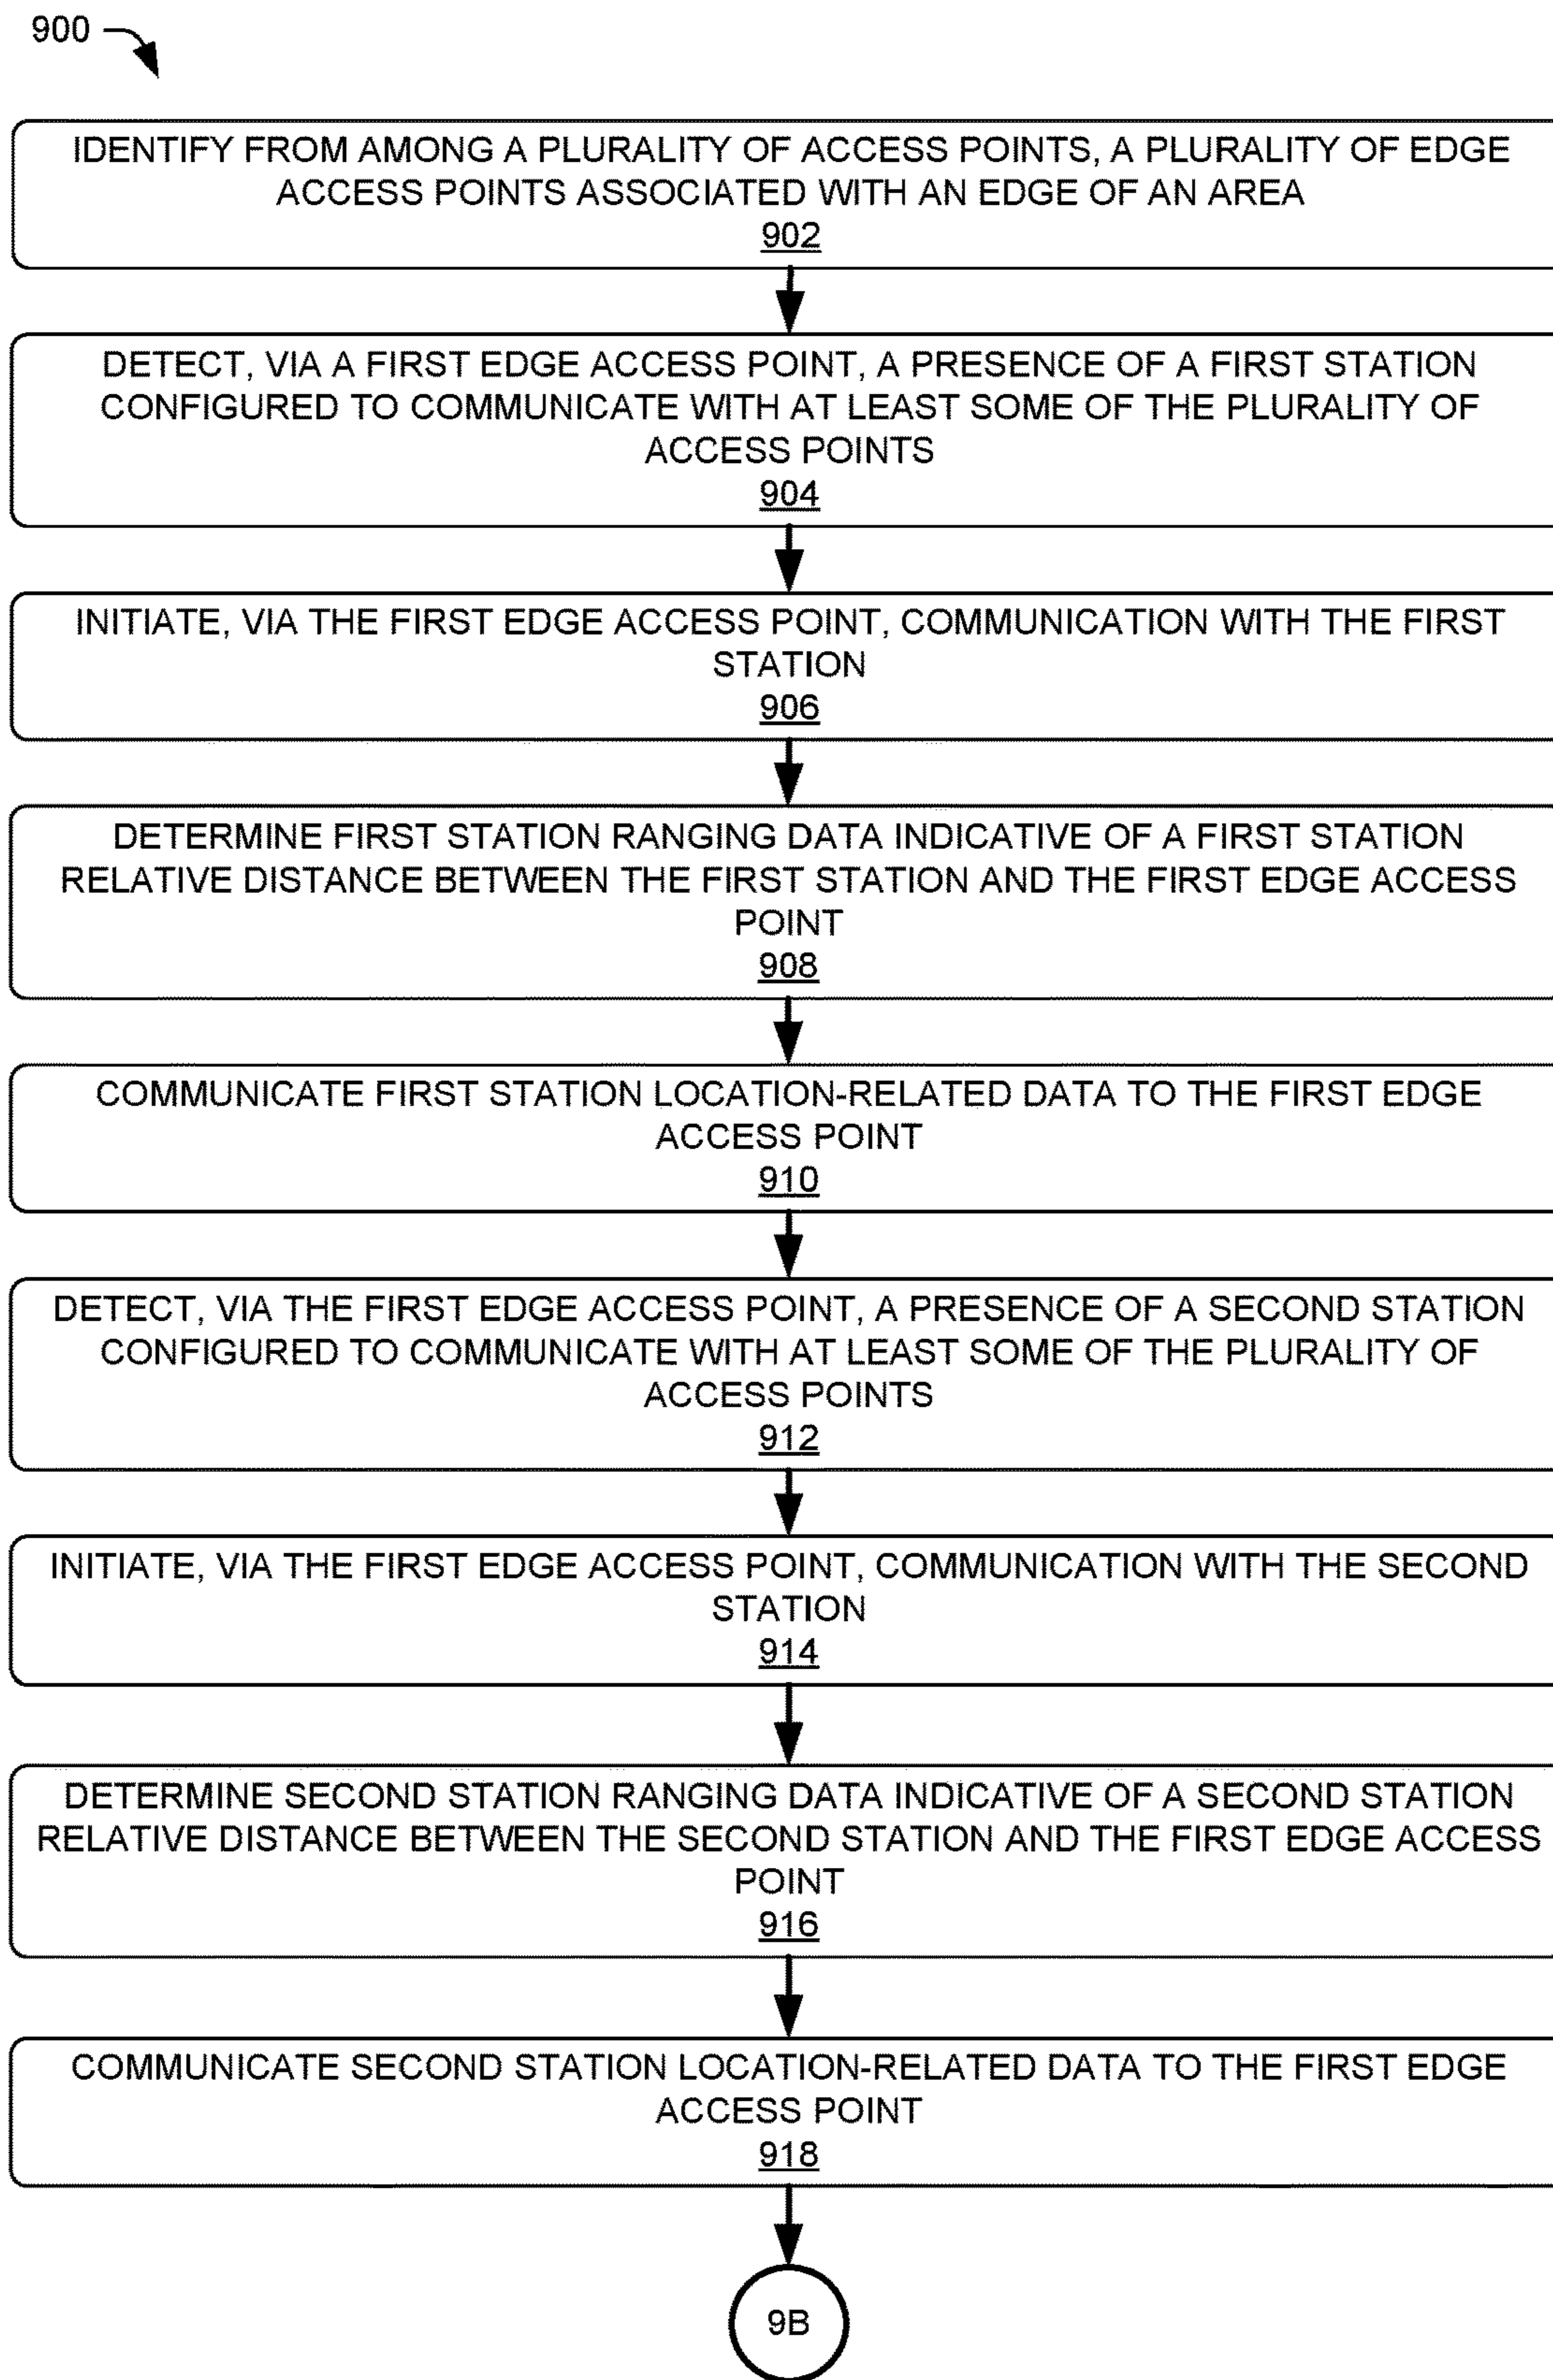 900
IDENTIFY FROM AMONG A PLURALITY OF ACCESS POINTS, A PLURALITY OF EDGE
ACCESS POINTS ASSOCIATED WITH AN EDGE OF AN AREA
902
DETECT, VIA A FIRST EDGE ACCESS POINT, A PRESENCE OF A FIRST STATION
CONFIGURED TO COMMUNICATE WITH AT LEAST SOME OF THE PLURALITY OF
ACCESS POINTS
904
INITIATE, VIA THE FIRST EDGE ACCESS POINT, COMMUNICATION WITH THE FIRST
STATION
906
DETERMINE FIRST STATION RANGING DATA INDICATIVE OF A FIRST STATION
RELATIVE DISTANCE BETWEEN THE FIRST STATION AND THE FIRST EDGE ACCESS
POINT
908
COMMUNICATE FIRST STATION LOCATION-RELATED DATA TO THE FIRST EDGE
ACCESS POINT
910
DETECT, VIA THE FIRST EDGE ACCESS POINT, A PRESENCE OF A SECOND STATION
CONFIGURED TO COMMUNICATE WITH AT LEAST SOME OF THE PLURALITY OF
ACCESS POINTS
912
INITIATE, VIA THE FIRST EDGE ACCESS POINT, COMMUNICATION WITH THE SECOND
STATION
914
DETERMINE SECOND STATION RANGING DATA INDICATIVE OF A SECOND STATION
RELATIVE DISTANCE BETWEEN THE SECOND STATION AND THE FIRST EDGE ACCESS
POINT
916
COMMUNICATE SECOND STATION LOCATION-RELATED DATA TO THE FIRST EDGE
ACCESS POINT
918
9B